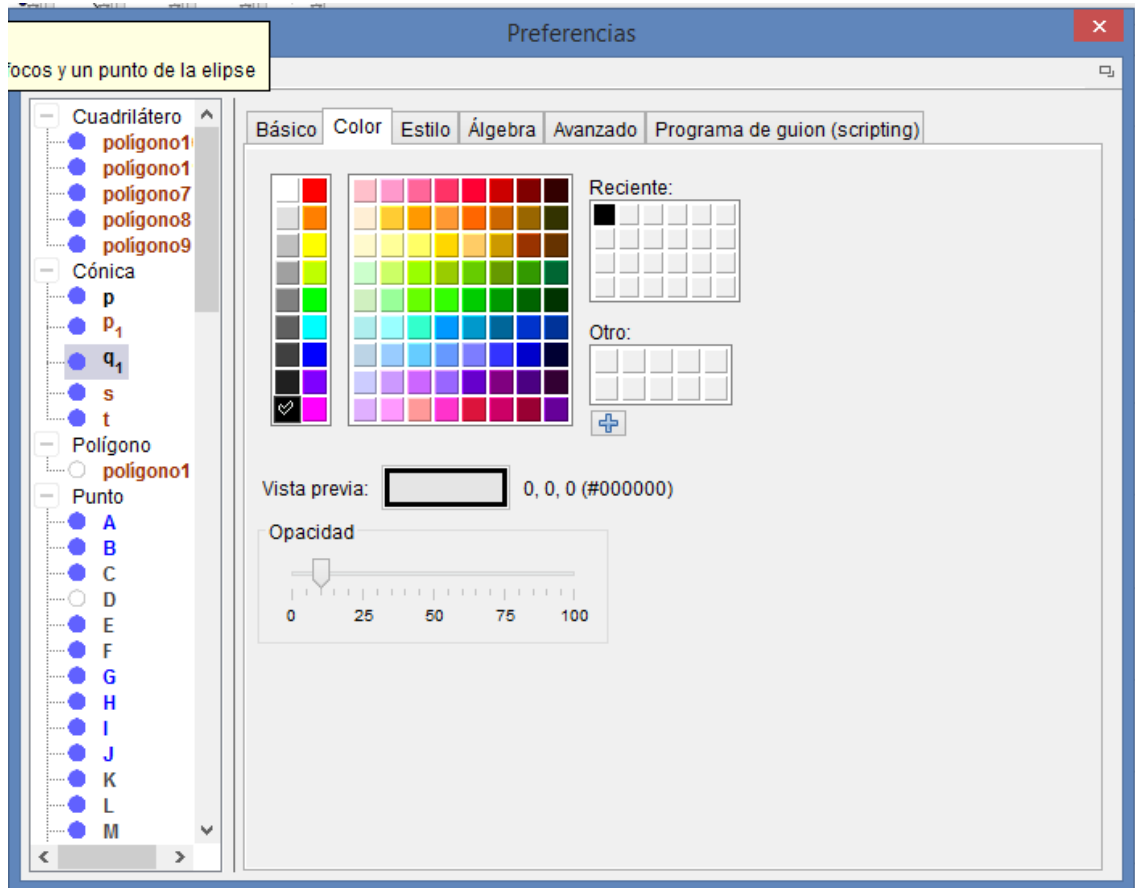 Preferencias
focos y un punto de la elipse
Cuadrilátero
polígono1
polígono1
polígono7
polígono8
polígono9
Cónica
p
p₁
q₁
s
t
Polígono
polígono1
Punto
A
B
C
D
E
F
G
H
I
J
K
L
M
Básico Color Estilo Álgebra Avanzado Programa de guion (scripting)
Reciente:
Otro:
Vista previa: 0, 0, 0 (#000000)
Opacidad
0 25 50 75 100